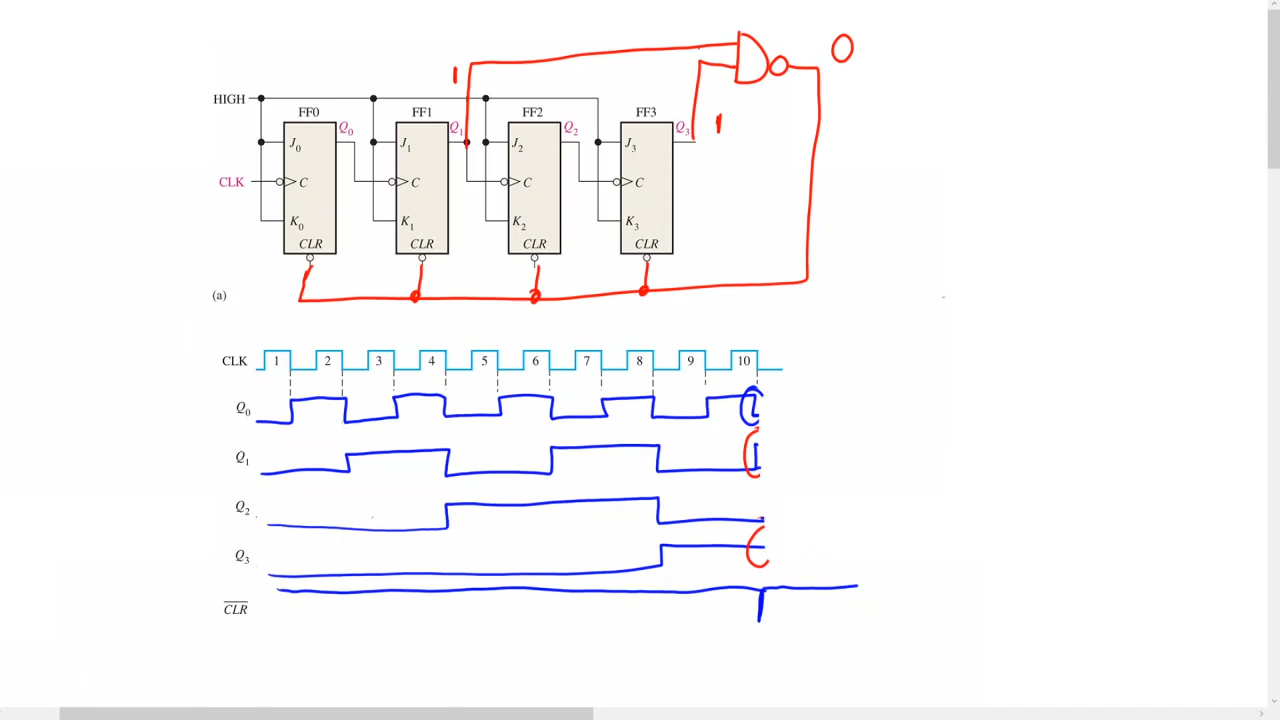 0
1
HIGH
FF0 FF1 FF2 FF3
Q0 Q1 Q2 Q3 1
J0 J1 J2 J3
CLK C C C C
K0 K1 K2 K3
CLR CLR CLR CLR
(a)
CLK 1 2 3 4 5 6 7 8 9 10
Q0
Q1
Q2
Q3
CLR